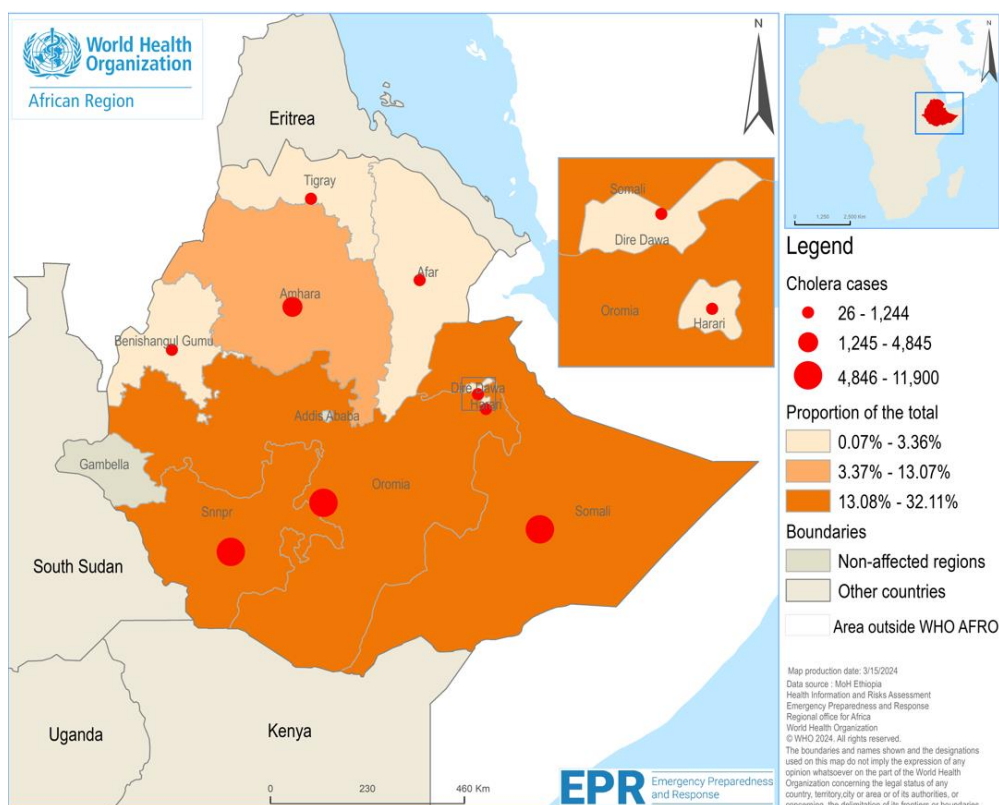 World Health
Organization
African Region
N
Eritrea
Tigray
Afar
Amhara
Benishangul Gumu
Dire Dawa
Harari
Addis Ababa
Gambella
Oromia
Snnpr
Somali
South Sudan
Uganda
Kenya
0 230 460 Km
EPR Emergency Preparedness
and Response
Somali
Dire Dawa
Oromia
Harari
N
0 1,250 2,500 Km
Legend
Cholera cases
26 - 1,244
1,245 - 4,845
4,846 - 11,900
Proportion of the total
0.07% - 3.36%
3.37% - 13.07%
13.08% - 32.11%
Boundaries
Non-affected regions
Other countries
Area outside WHO AFRO
Map production date: 3/15/2024
Data source : MoH Ethiopia
Health Information and Risks Assessment
Emergency Preparedness and Response
Regional office for Africa
World Health Organization
© WHO 2024. All rights reserved.
The boundaries and names shown and the designations
used on this map do not imply the expression of any
opinion whatsoever on the part of the World Health
Organization concerning the legal status of any
country, territory,city or area or of its authorities, or